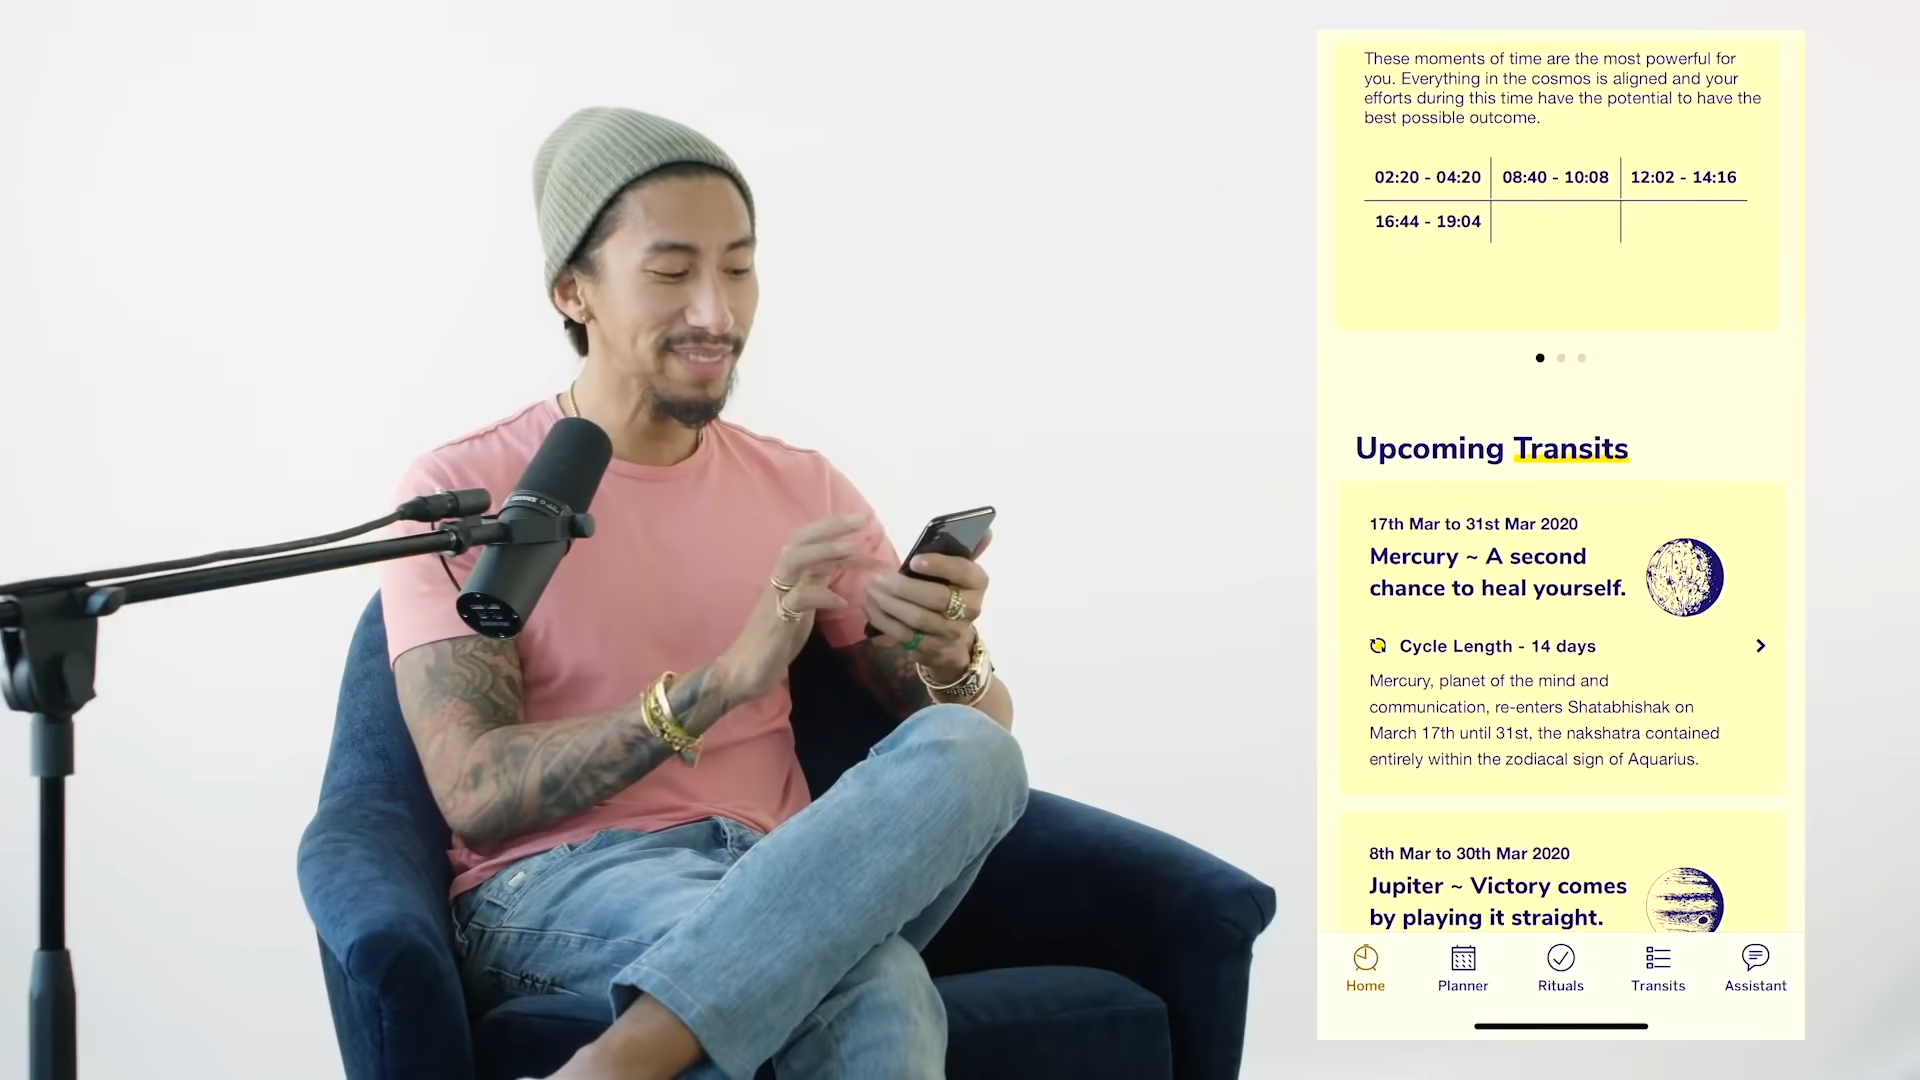 These moments of time are the most powerful for
you. Everything in the cosmos is aligned and your
efforts during this time have the potential to have the
best possible outcome.
02:20 - 04:20 08:40 - 10:08 12:02 - 14:16
16:44 - 19:04
Upcoming Transits
17th Mar to 31st Mar 2020
Mercury ~ A second
chance to heal yourself.
Cycle Length - 14 days
Mercury, planet of the mind and
communication, re-enters Shatabhishak on
March 17th until 31st, the nakshatra contained
entirely within the zodiacal sign of Aquarius.
8th Mar to 30th Mar 2020
Jupiter ~ Victory comes
by playing it straight.
Home Planner Rituals Transits Assistant
SHURE